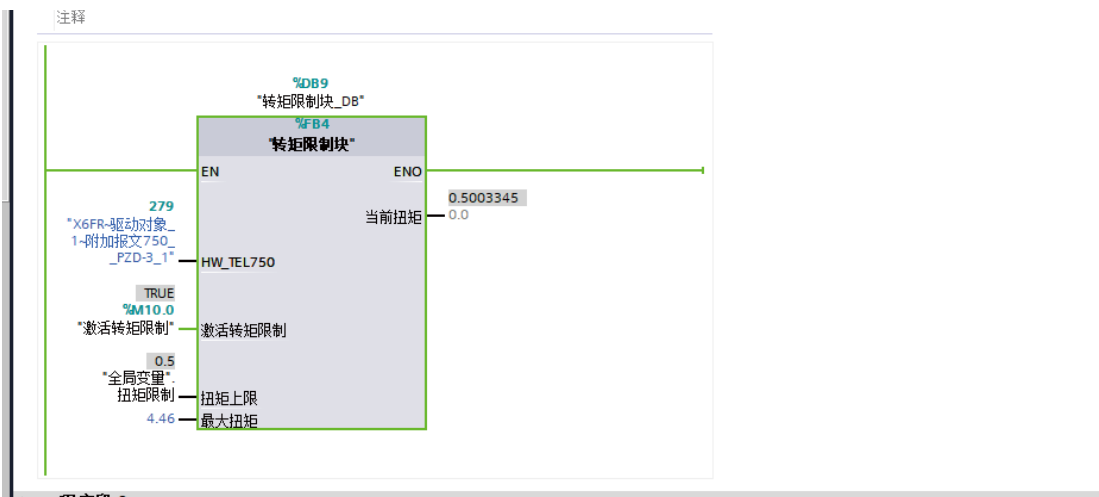 注释
%DB9
"转矩限制块_DB"
%FB4
"转矩限制块"
EN
ENO
0.5003345
279
当前扭矩
0.0
"X6FR~驱动对象_
1~附加报文750_
_PZD-3_1"
HW_TEL750
TRUE
%M10.0
"激活转矩限制"
激活转矩限制
0.5
"全局变量".
扭矩限制
扭矩上限
4.46
最大扭矩